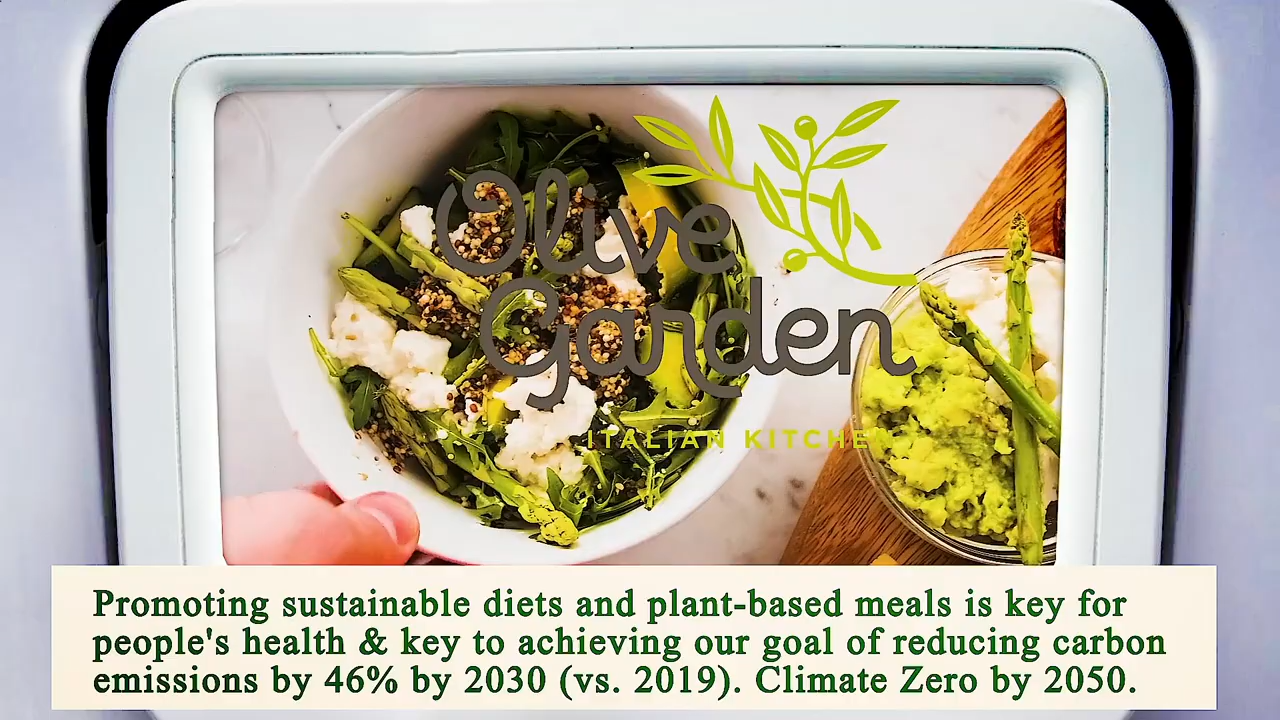 Olive
Garden
ITALIAN KITCHEN
Promoting sustainable diets and plant-based meals is key for
people's health & key to achieving our goal of reducing carbon
emissions by 46% by 2030 (vs. 2019). Climate Zero by 2050.